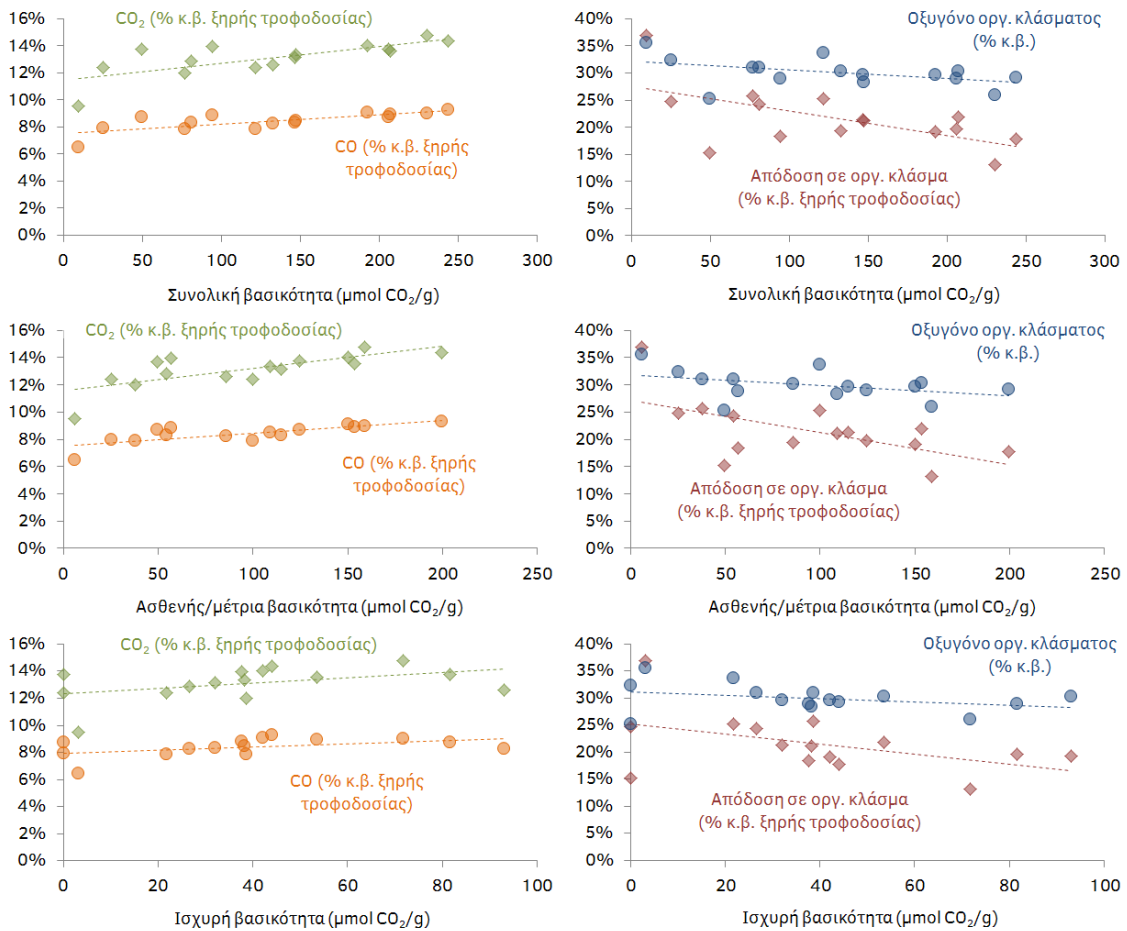 CO₂ (% κ.β. ξηρής τροφοδοσίας)
CO (% κ.β. ξηρής
τροφοδοσίας)
16%
14%
12%
10%
8%
6%
4%
2%
0%
0 50 100 150 200 250 300
Συνολική βασικότητα (μmol CO₂/g)
Οξυγόνο οργ. κλάσματος
(% κ.β.)
Απόδοση σε οργ. κλάσμα
(% κ.β. ξηρής τροφοδοσίας)
40%
35%
30%
25%
20%
15%
10%
5%
0%
0 50 100 150 200 250 300
Συνολική βασικότητα (μmol CO₂/g)
CO₂ (% κ.β. ξηρής τροφοδοσίας)
CO (% κ.β. ξηρής
τροφοδοσίας)
16%
14%
12%
10%
8%
6%
4%
2%
0%
0 50 100 150 200 250
Ασθενής/μέτρια βασικότητα (μmol CO₂/g)
Οξυγόνο οργ. κλάσματος
(% κ.β.)
Απόδοση σε οργ. κλάσμα
(% κ.β. ξηρής τροφοδοσίας)
40%
35%
30%
25%
20%
15%
10%
5%
0%
0 50 100 150 200 250
Ασθενής/μέτρια βασικότητα (μmol CO₂/g)
CO₂ (% κ.β. ξηρής τροφοδοσίας)
CO (% κ.β. ξηρής
τροφοδοσίας)
16%
14%
12%
10%
8%
6%
4%
2%
0%
0 20 40 60 80 100
Ισχυρή βασικότητα (μmol CO₂/g)
Οξυγόνο οργ. κλάσματος
(% κ.β.)
Απόδοση σε οργ. κλάσμα
(% κ.β. ξηρής τροφοδοσίας)
40%
35%
30%
25%
20%
15%
10%
5%
0%
0 20 40 60 80 100
Ισχυρή βασικότητα (μmol CO₂/g)